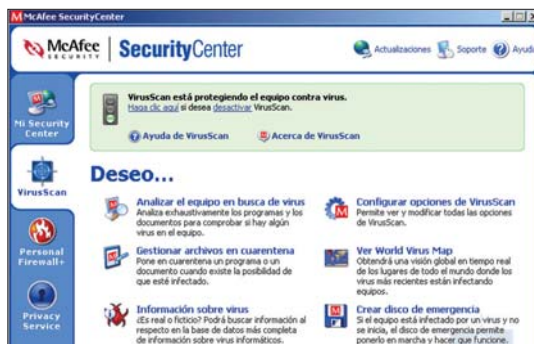 McAfee SecurityCenter
McAfee SECURITY SecurityCenter
Actualizaciones Soporte Ayuda
Mi Security Center
VirusScan
Personal Firewall+
Privacy Service
VirusScan está protegiendo el equipo contra virus.
Haga clic aquí si desea desactivar VirusScan.
Ayuda de VirusScan Acerca de VirusScan
Deseo...
Analizar el equipo en busca de virus
Analiza exhaustivamente los programas y los
documentos para comprobar si hay algún
virus en el equipo.
Configurar opciones de VirusScan
Permite ver y modificar todas las opciones
de VirusScan.
Gestionar archivos en cuarentena
Pone en cuarentena un programa o un
documento cuando existe la posibilidad de
que esté infectado.
Ver World Virus Map
Obtendrá una visión global en tiempo real
de los lugares de todo el mundo donde los
virus más recientes están infectando
equipos.
Información sobre virus
¿Es real o ficticio? Podrá buscar información al
respecto en la base de datos más completa
de información sobre virus informáticos.
Crear disco de emergencia
Si el equipo está infectado por un virus y no
se inicia, el disco de emergencia permite
ponerlo en marcha y hacer que funcione.